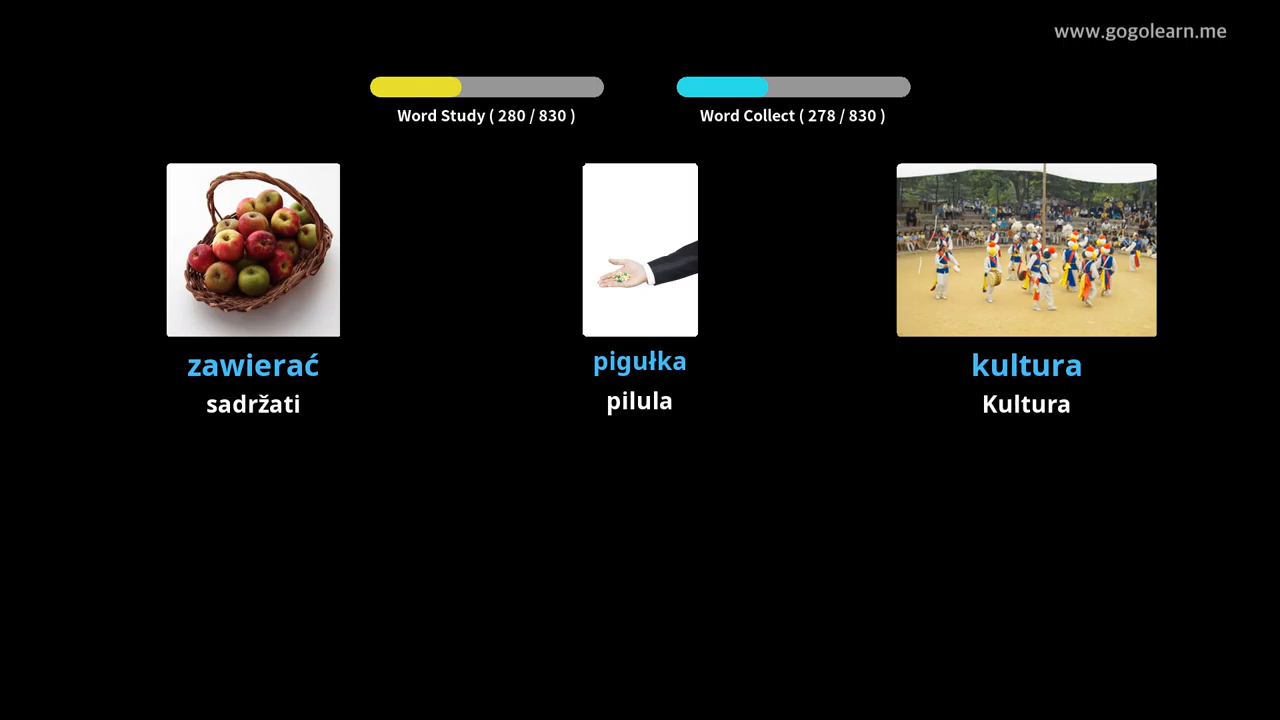 www.gogolearn.me
Word Study ( 280 / 830 )
Word Collect ( 278 / 830 )
zawierać
sadržati
pigułka
pilula
kultura
Kultura